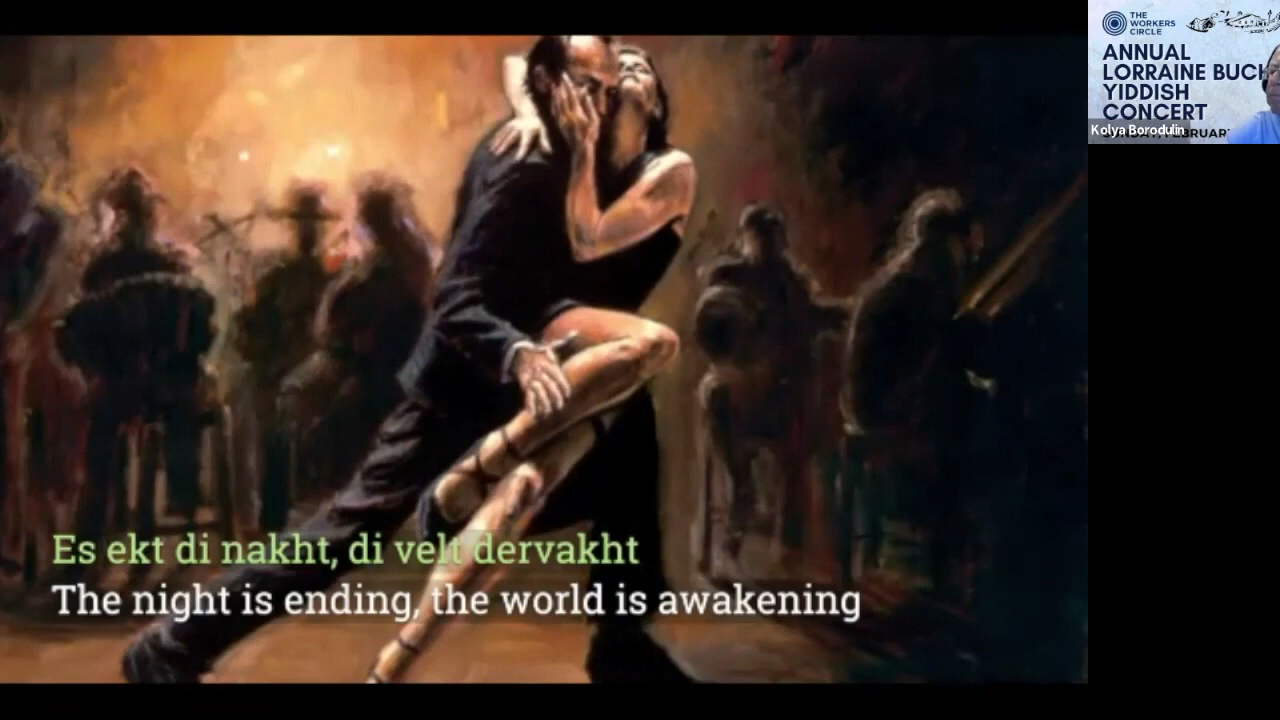 Es ekt di nakht, di velt dervakht
The night is ending, the world is awakening
THE
WORKERS
CIRCLE
ANNUAL
LORRAINE BUCH
YIDDISH
CONCERT
Kolya Borodulin